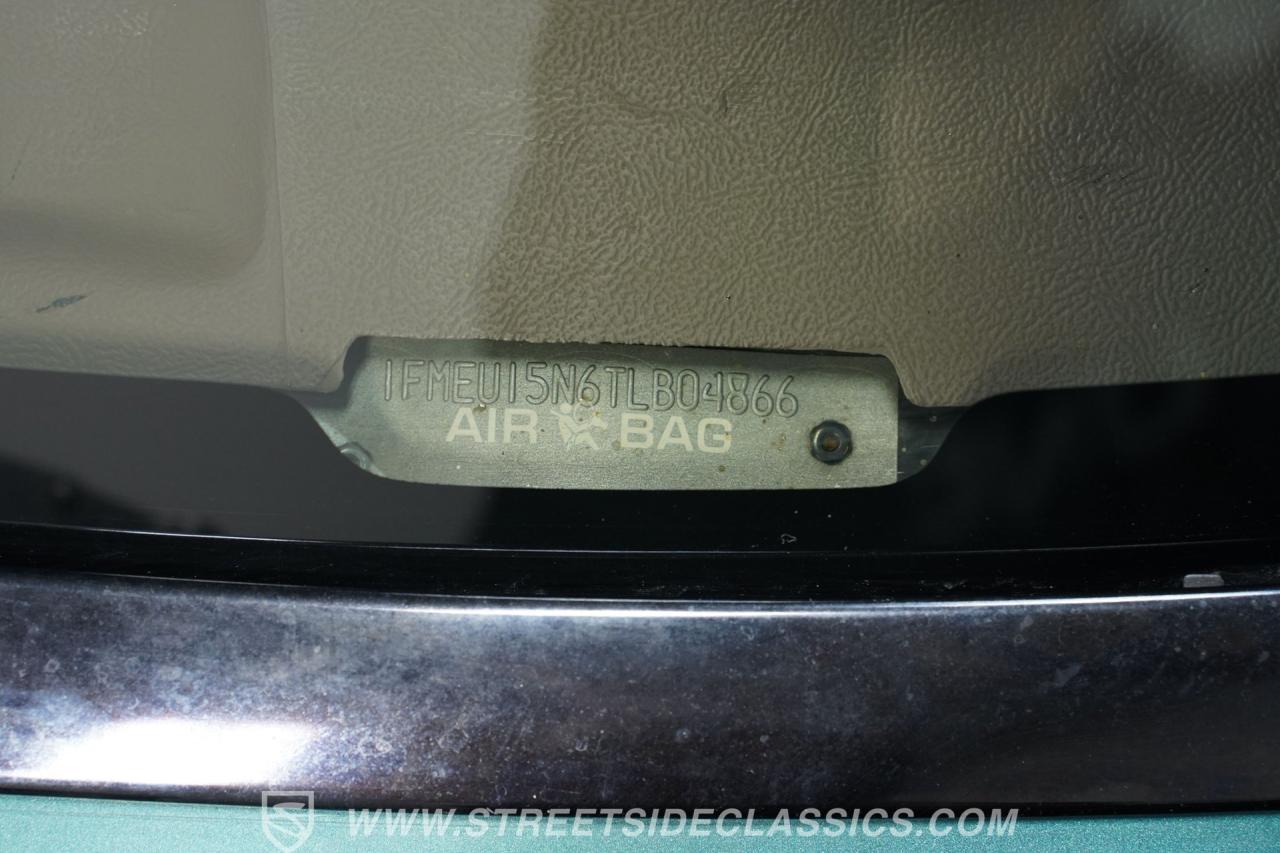 1FMEU15N6TLB04866
AIR BAG
WWW.STREETSIDECLASSICS.COM